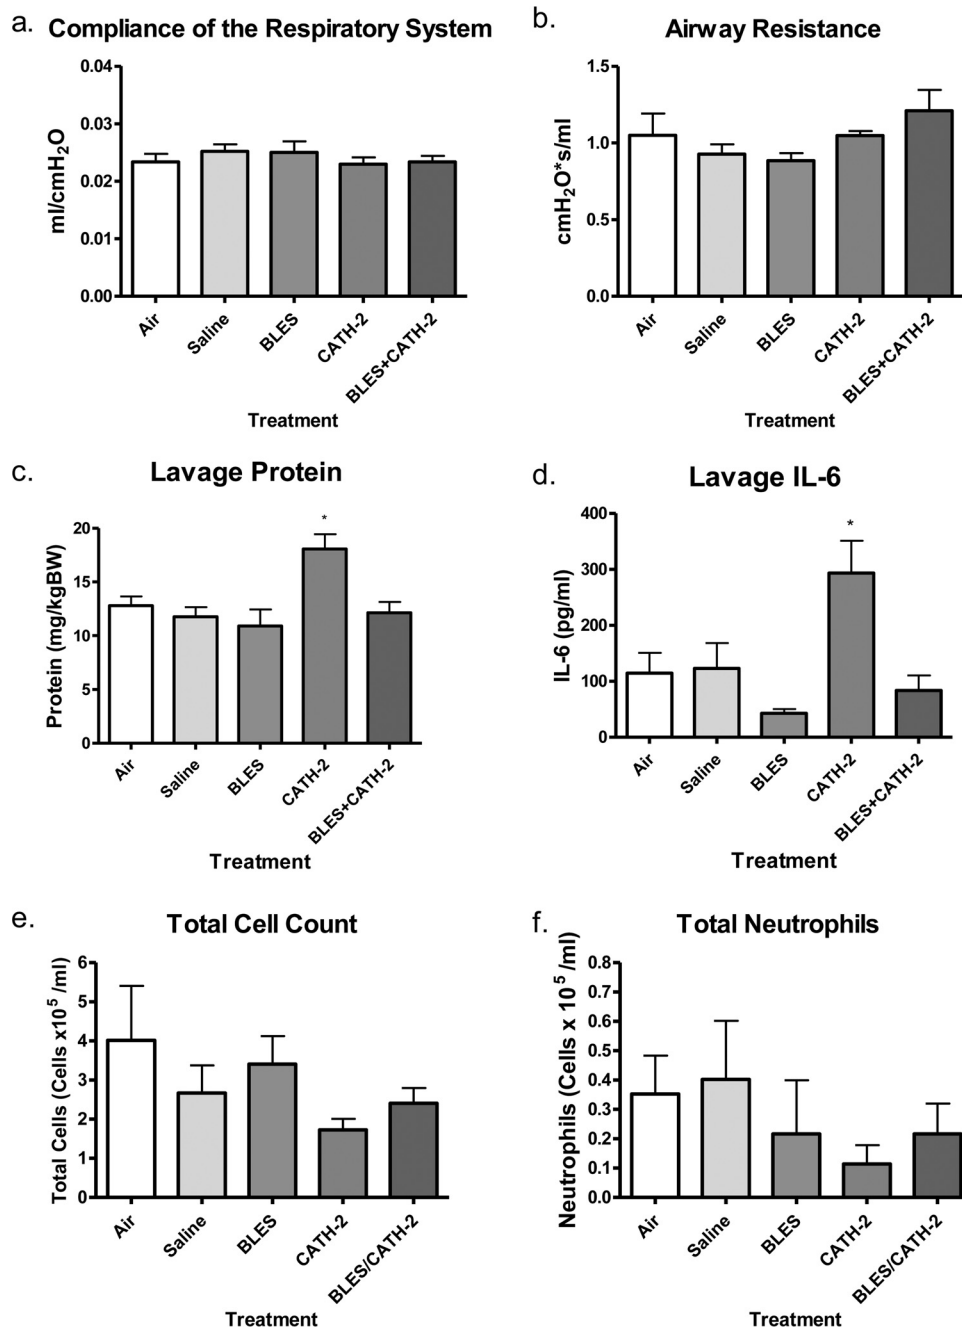 a. Compliance of the Respiratory System
ml/cmH2O
0.04
0.03
0.02
0.01
0.00
Air
Saline
BLES
CATH-2
BLES+CATH-2
Treatment
b. Airway Resistance
cmH2O*s/ml
1.5
1.0
0.5
0.0
Air
Saline
BLES
CATH-2
BLES+CATH-2
Treatment
c. Lavage Protein
Protein (mg/kgBW)
20
15
10
5
0
*
Air
Saline
BLES
CATH-2
BLES+CATH-2
Treatment
d. Lavage IL-6
IL-6 (pg/ml)
400
300
200
100
0
*
Air
Saline
BLES
CATH-2
BLES+CATH-2
Treatment
e. Total Cell Count
Total Cells (Cells x10⁵ /ml)
6
5
4
3
2
1
0
Air
Saline
BLES
CATH-2
BLES/CATH-2
Treatment
f. Total Neutrophils
Neutrophils (Cells x 10⁵ /ml)
0.8
0.7
0.6
0.5
0.4
0.3
0.2
0.1
0.0
Air
Saline
BLES
CATH-2
BLES/CATH-2
Treatment